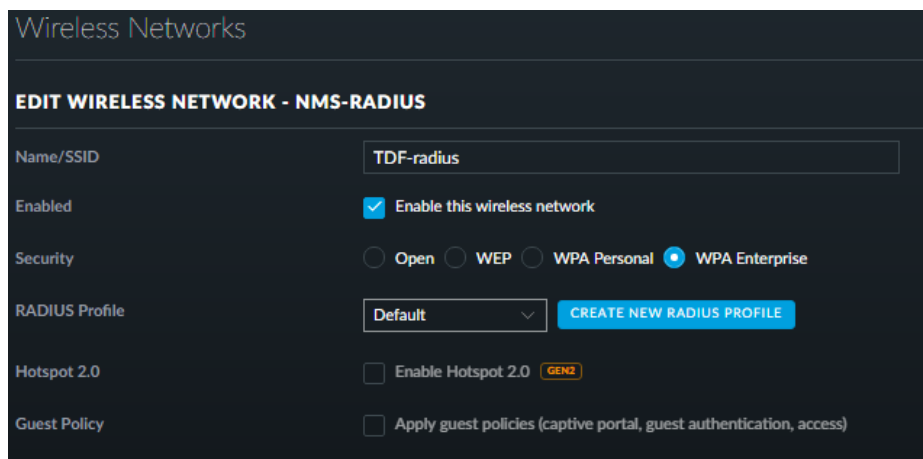 Wireless Networks
EDIT WIRELESS NETWORK - NMS-RADIUS
Name/SSID TDF-radius
Enabled Enable this wireless network
Security Open WEP WPA Personal WPA Enterprise
RADIUS Profile Default CREATE NEW RADIUS PROFILE
Hotspot 2.0 Enable Hotspot 2.0 GEN2
Guest Policy Apply guest policies (captive portal, guest authentication, access)